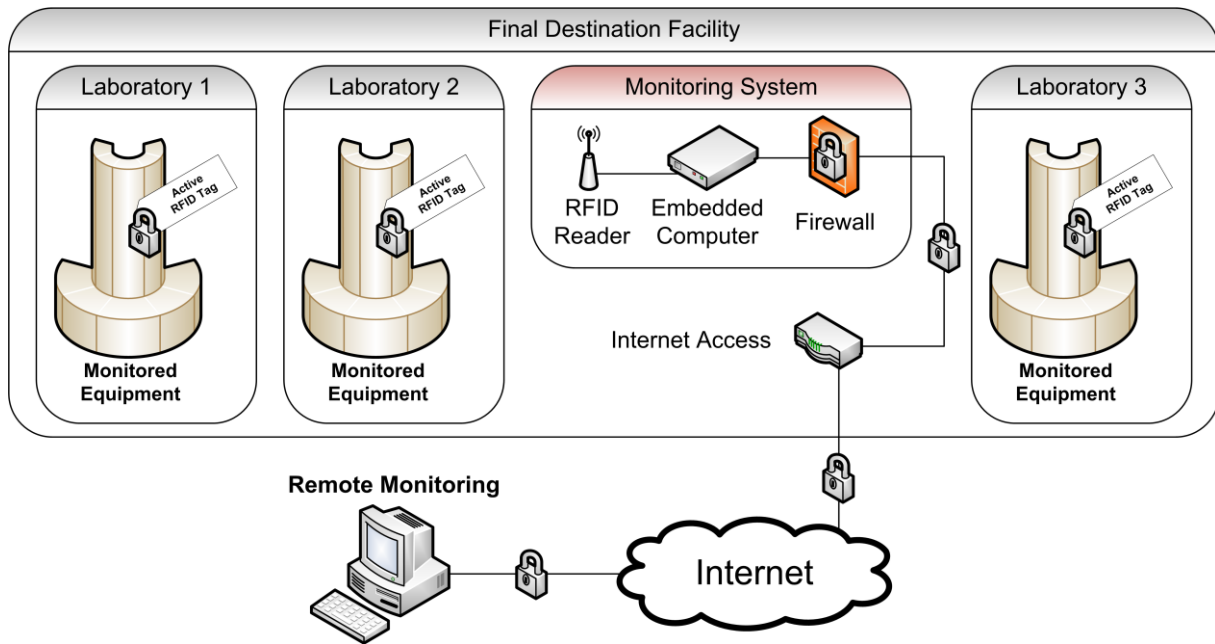 Final Destination Facility
Laboratory 1
Laboratory 2
Monitoring System
Laboratory 3
Active
RFID Tag
Active
RFID Tag
RFID
Reader
Embedded
Computer
Firewall
Active
RFID Tag
Internet Access
Monitored
Equipment
Monitored
Equipment
Monitored
Equipment
Remote Monitoring
Internet